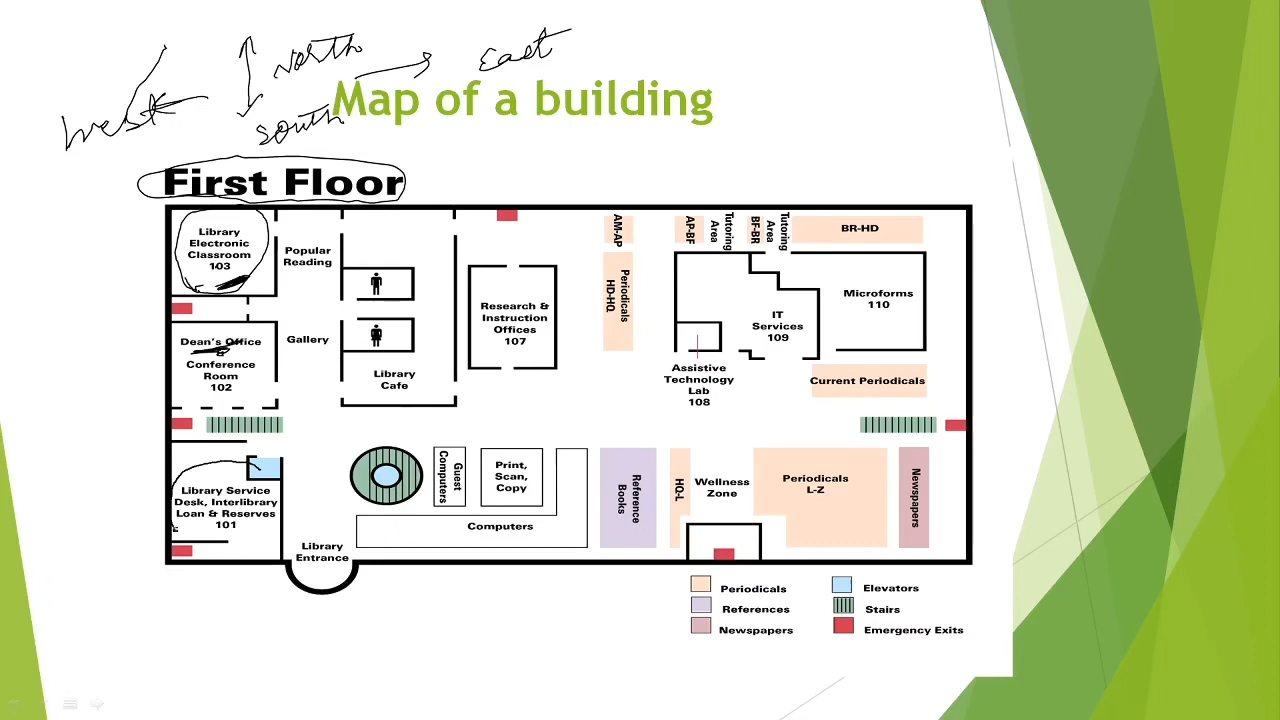 North
East
West
South
Map of a building
First Floor
Library
Electronic
Classroom
103
Popular
Reading
Dean's Office
&
Conference
Room
102
Gallery
Library
Cafe
Research &
Instruction
Offices
107
AM-AP
Periodicals
HD-HQ
AP-BF
Tutoring
Area
BF-BR
Tutoring
Area
BR-HD
Microforms
110
IT
Services
109
Assistive
Technology
Lab
108
Current Periodicals
Library Service
Desk, Interlibrary
Loan & Reserves
101
Library
Entrance
Guest
Computers
Print,
Scan,
Copy
Computers
Reference
Books
HQ-L
Wellness
Zone
Periodicals
L-Z
Newspapers
Periodicals
References
Newspapers
Elevators
Stairs
Emergency Exits